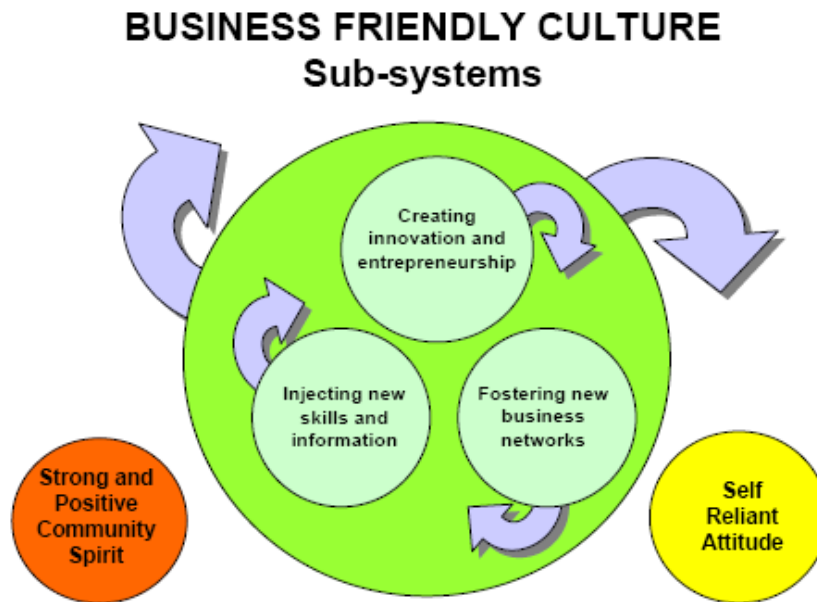 BUSINESS FRIENDLY CULTURE
Sub-systems
Creating
innovation and
entrepreneurship
Injecting new
skills and
information
Fostering new
business
networks
Strong and
Positive
Community
Spirit
Self
Reliant
Attitude